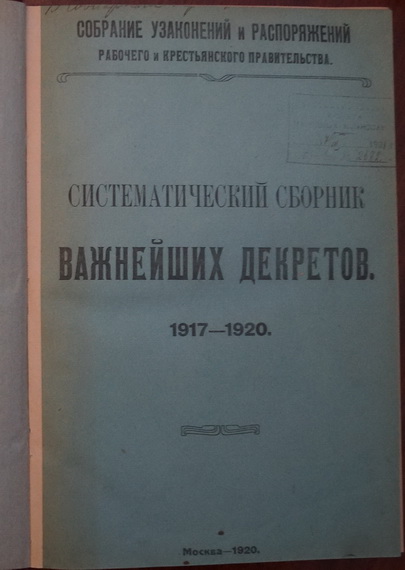 СОБРАНИЕ УЗАКОНЕНИЙ и РАСПОРЯЖЕНИЙ
РАБОЧЕГО и КРЕСТЬЯНСКОГО ПРАВИТЕЛЬСТВА.
СИСТЕМАТИЧЕСКИЙ СБОРНИК
ВАЖНЕЙШИХ ДЕКРЕТОВ.
1917—1920.
Москва—1920.